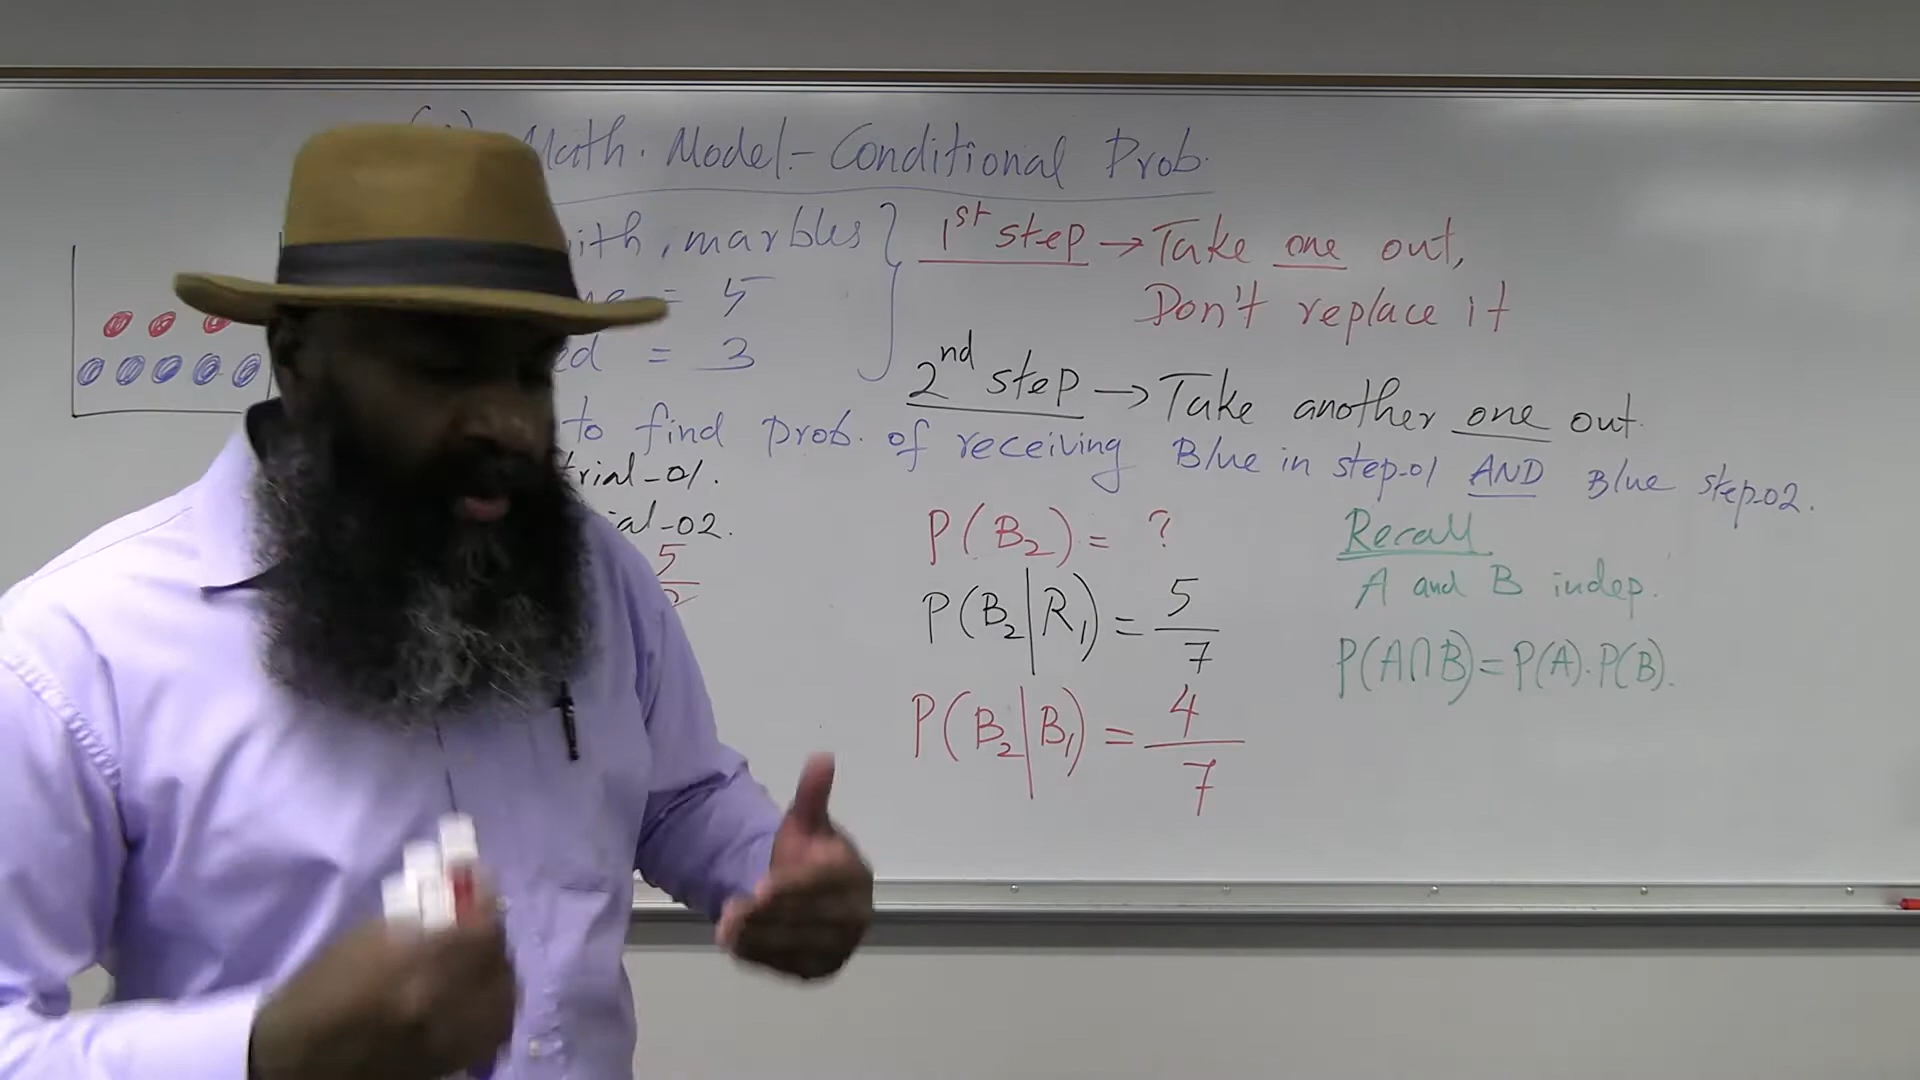 Math. Model - Conditional Prob.
with, marbles
= 5
= 3
1st step → Take one out,
Don't replace it
2nd step → Take another one out.
to find prob. of receiving Blue in step-01 AND Blue step-02.
trial-01.
-02.
5
P(B2) = ?
P(B2|R1) = 5/7
P(B2|B1) = 4/7
Recall
A and B indep.
P(A∩B)=P(A).P(B).